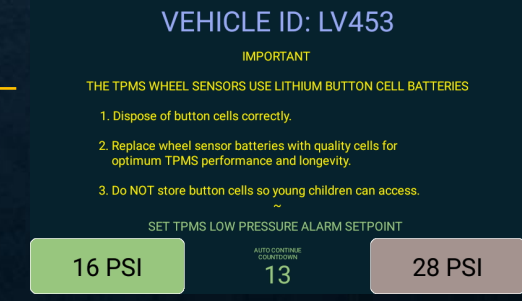 VEHICLE ID: LV453
IMPORTANT
THE TPMS WHEEL SENSORS USE LITHIUM BUTTON CELL BATTERIES
1. Dispose of button cells correctly.
2. Replace wheel sensor batteries with quality cells for
optimum TPMS performance and longevity.
3. Do NOT store button cells so young children can access.
~
SET TPMS LOW PRESSURE ALARM SETPOINT
16 PSI
AUTO CONTINUE
COUNTDOWN
13
28 PSI